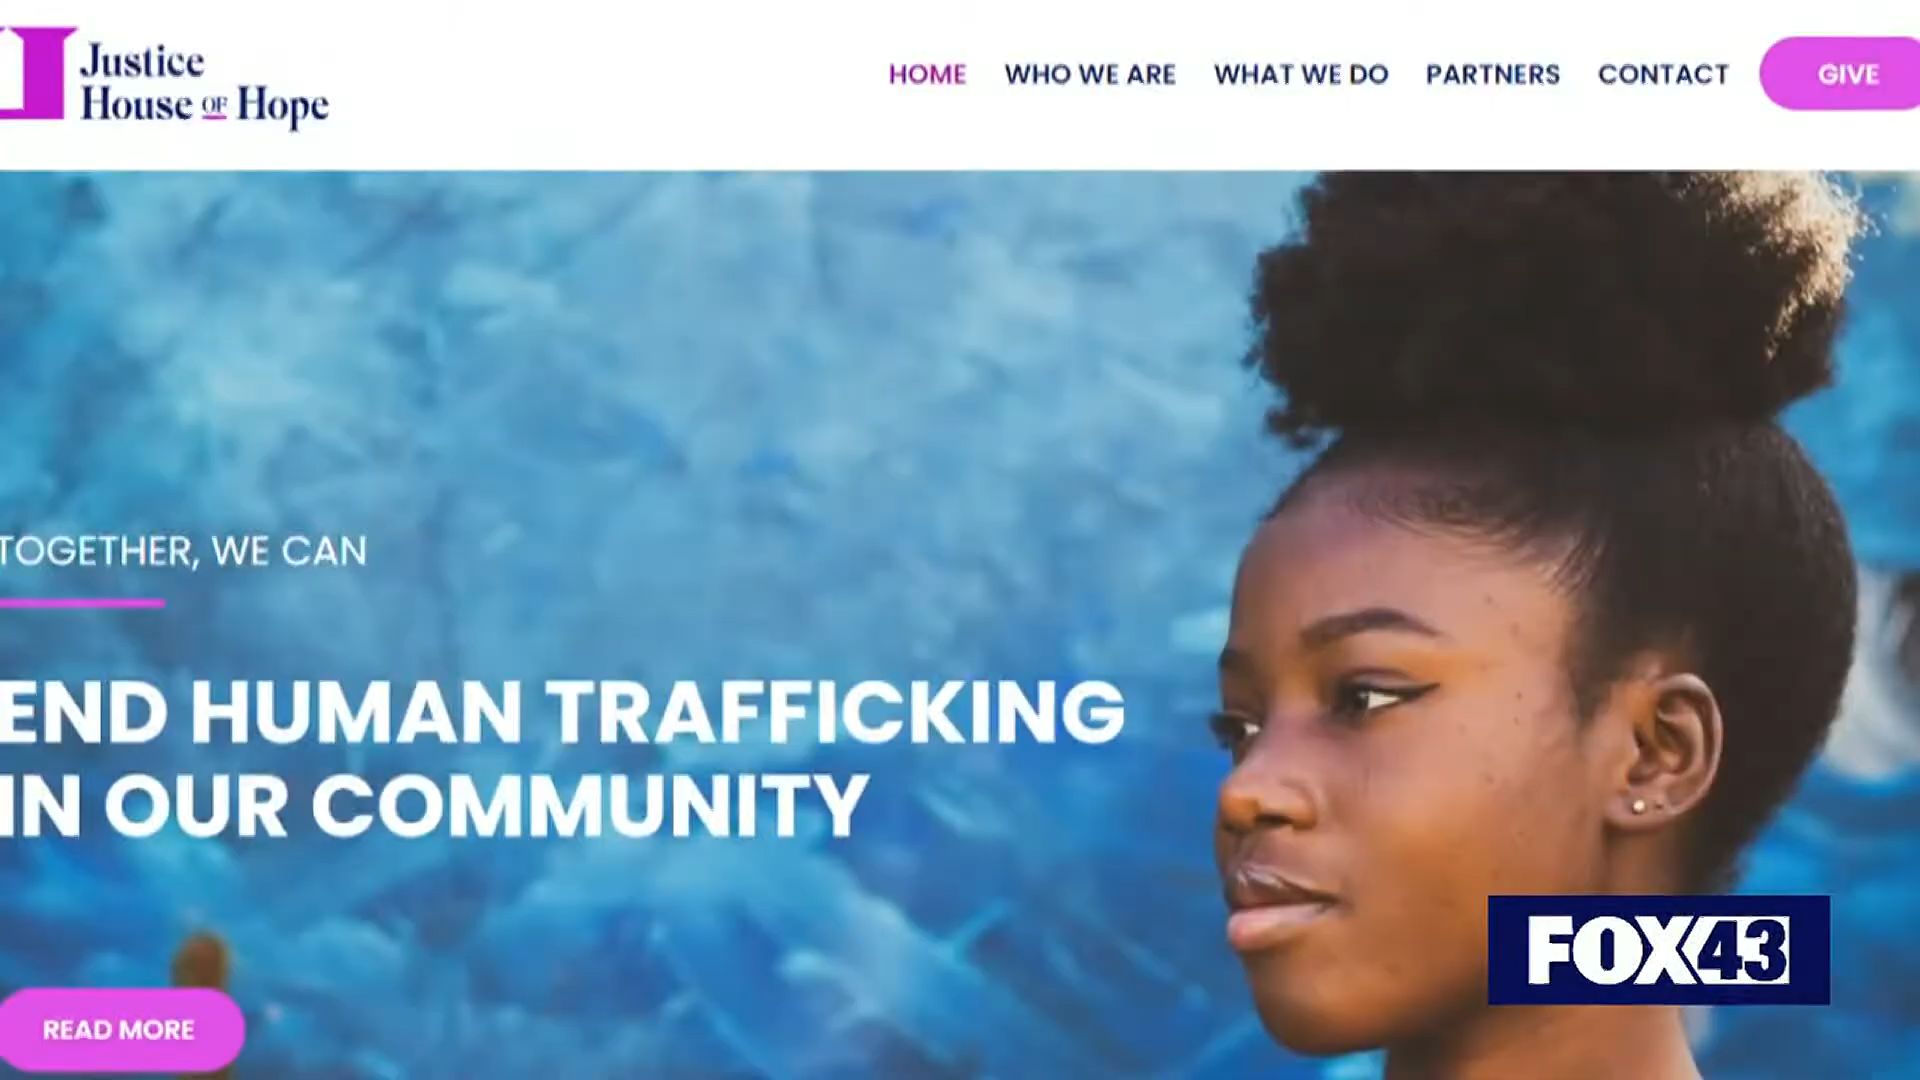 Justice
House OF Hope
HOME WHO WE ARE WHAT WE DO PARTNERS CONTACT GIVE
TOGETHER, WE CAN
END HUMAN TRAFFICKING
IN OUR COMMUNITY
READ MORE
FOX43